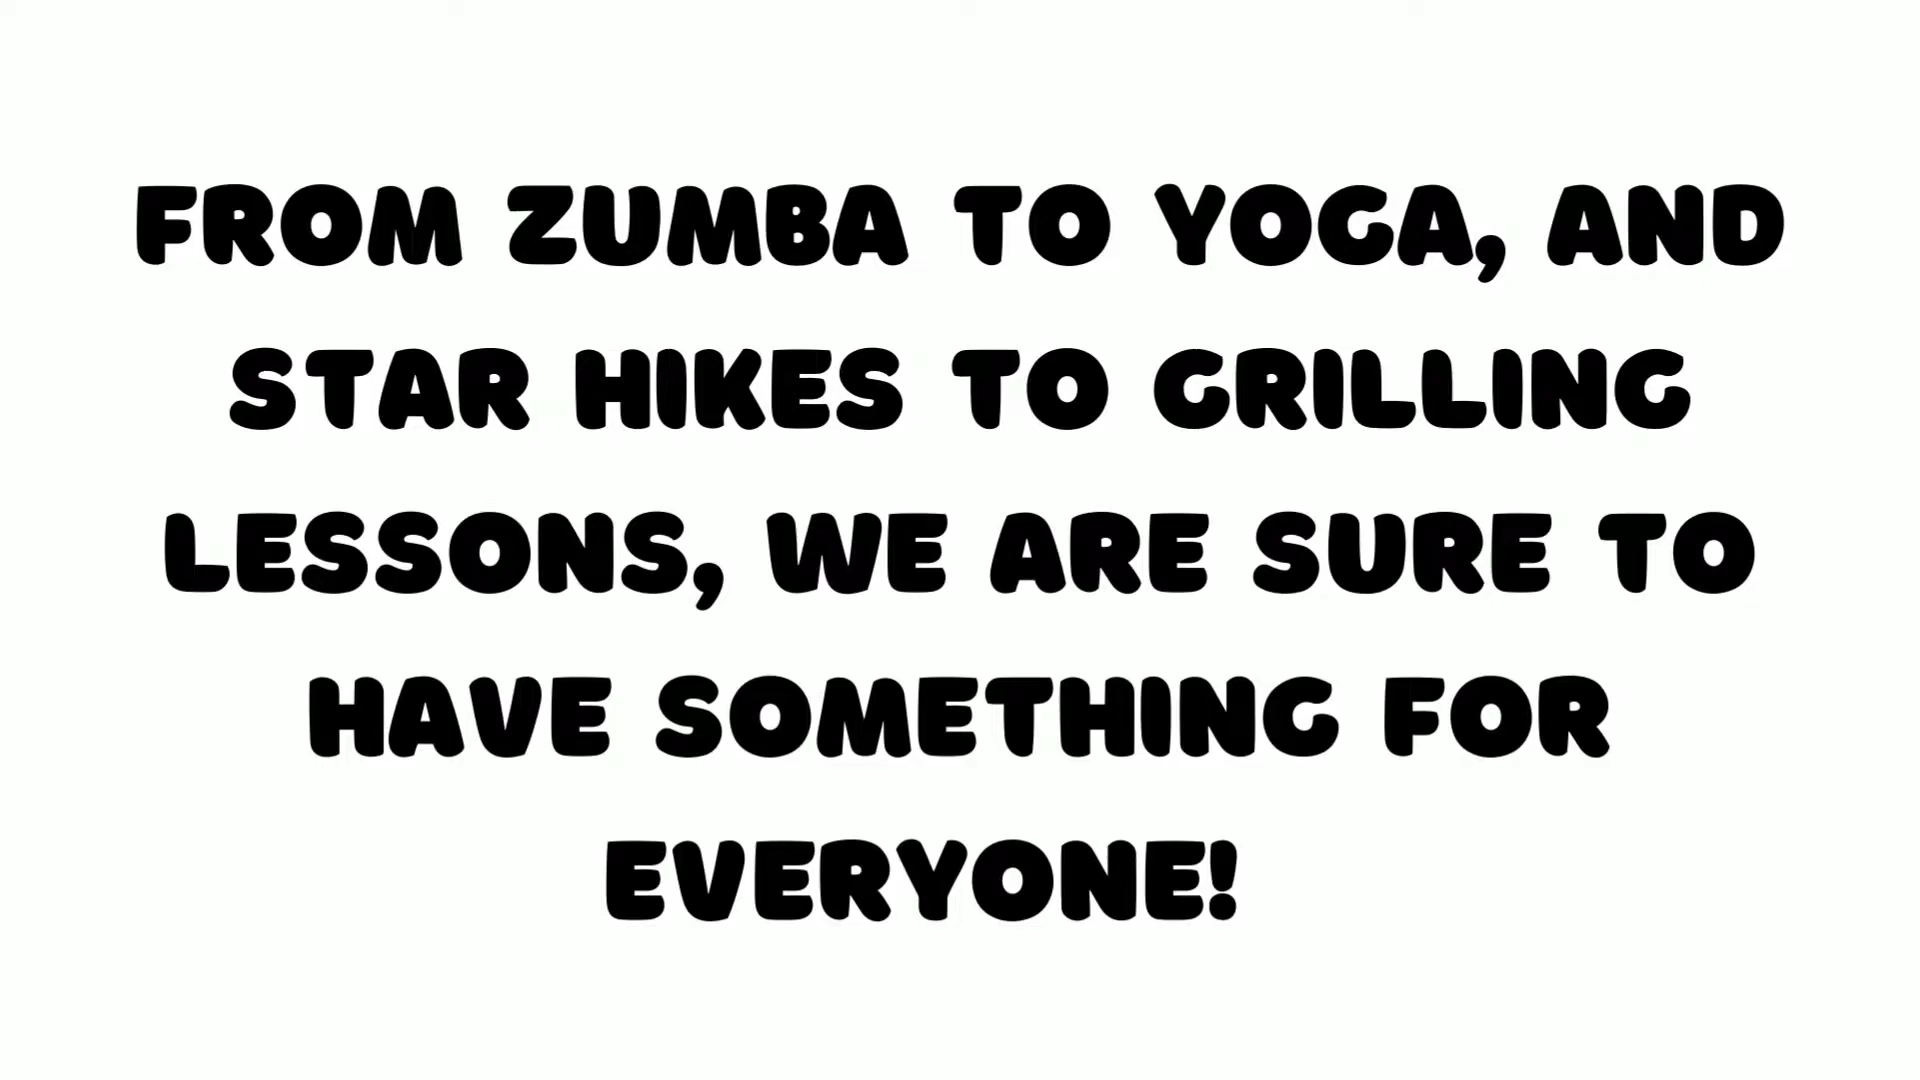 FROM ZUMBA TO YOGA, AND
STAR HIKES TO GRILLING
LESSONS, WE ARE SURE TO
HAVE SOMETHING FOR
EVERYONE!